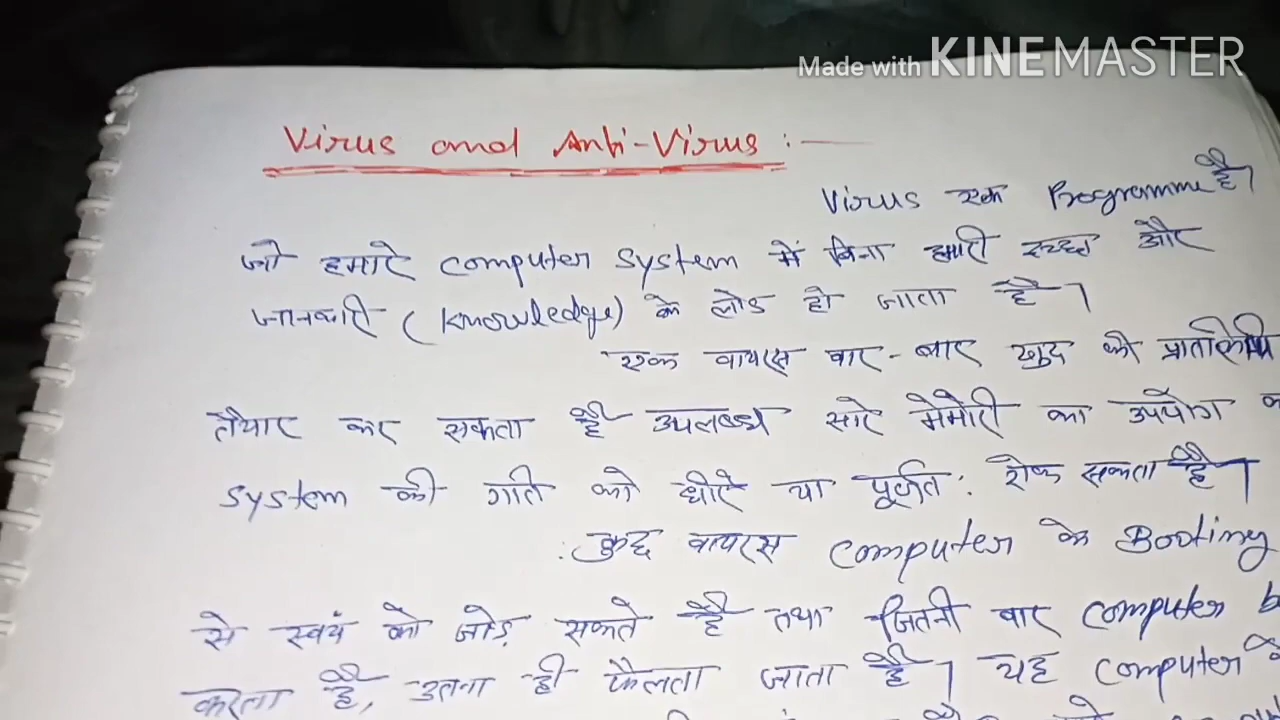 Made with KINEMASTER
Virus and Anti-Virus :-
Virus एक Programme है।
जो हमारे Computer System में बिना हमारी इच्छा और
जानकारी (Knowledge) के लोड हो जाता है।
एक वायरस बार-बार खुद की प्रतिलिपि
तैयार कर सकता है उपलब्ध सारे मेमोरी का उपयोग
System की गति को धीरे या पूर्णत: रोक सकता है।
कुछ वायरस Computer के Booting
से स्वयं को जोड़ सकते है तथा जितनी बार Computer b
करता है, उतना ही फैलता जाता है। यह Computer